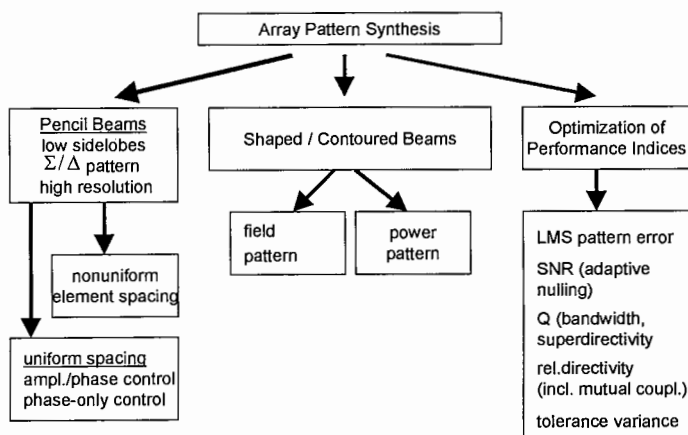 Array Pattern Synthesis
Pencil Beams
low sidelobes
Σ/Δ pattern
high resolution
Shaped / Contoured Beams
Optimization of
Performance Indices
field
pattern
power
pattern
nonuniform
element spacing
uniform spacing
ampl./phase control
phase-only control
LMS pattern error
SNR (adaptive
nulling)
Q (bandwidth,
superdirectivity
rel.directivity
(incl. mutual coupl.)
tolerance variance